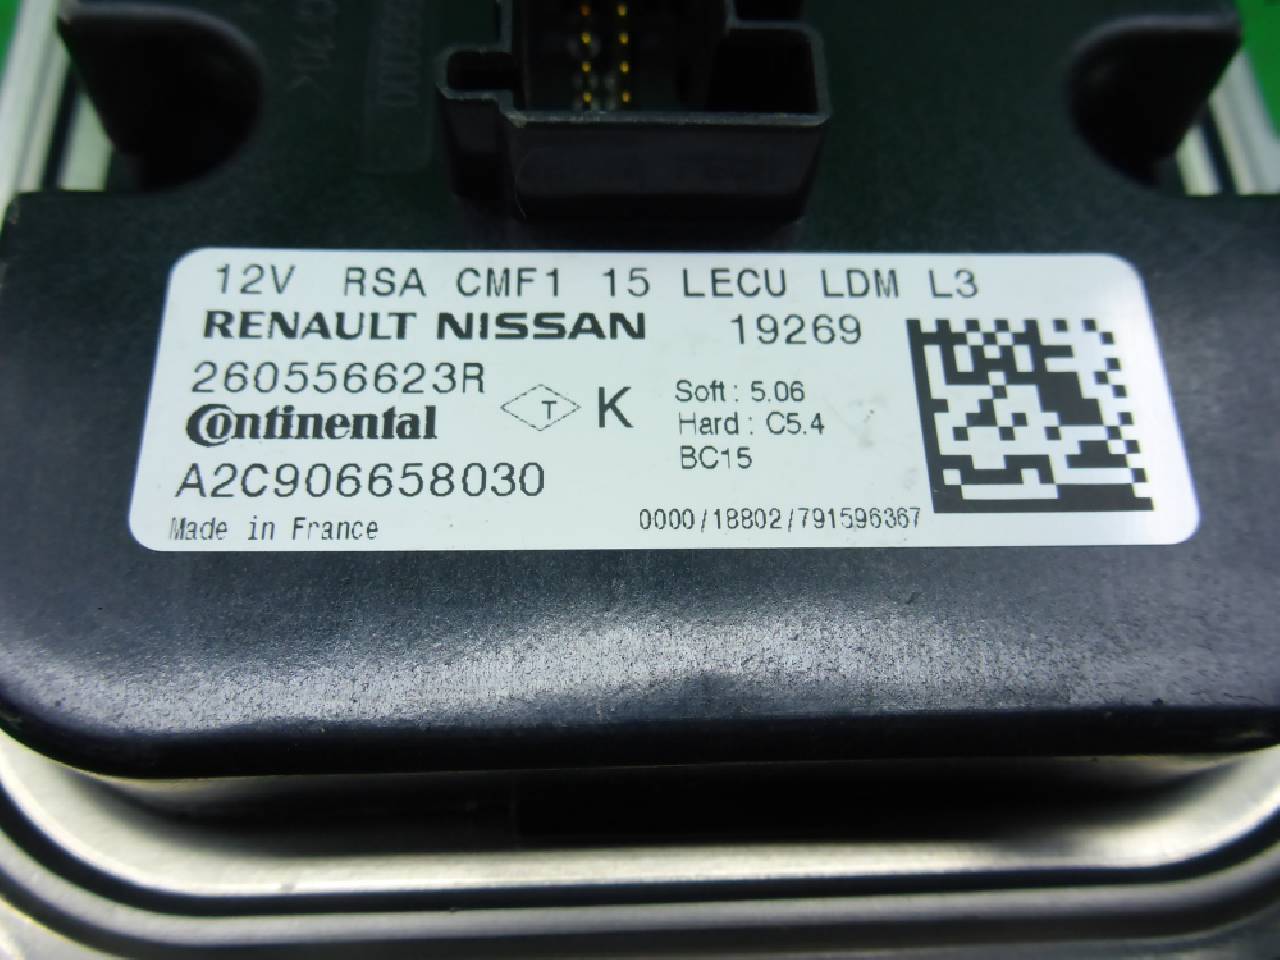 12V RSA CMF1 15 LECU LDM L3
RENAULT NISSAN 19269
260556623R
Continental T K
Soft : 5.06
Hard : C5.4
BC15
A2C906658030
Made in France 0000/18802/791596367